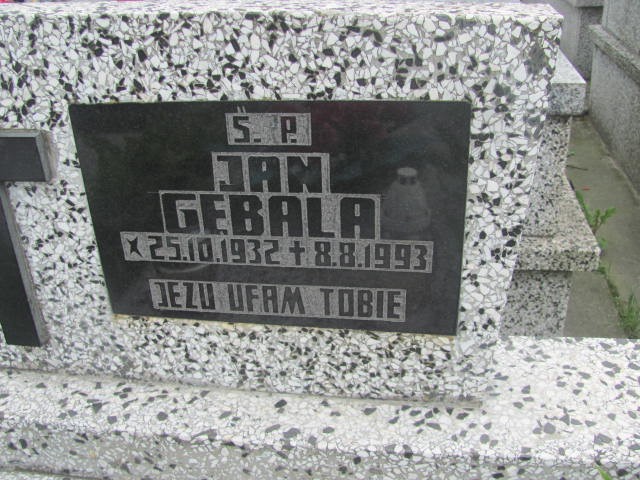 Ś. P.
JAN
GĘBALA
* 25.10.1932 + 8.8.1993
JEZU UFAM TOBIE